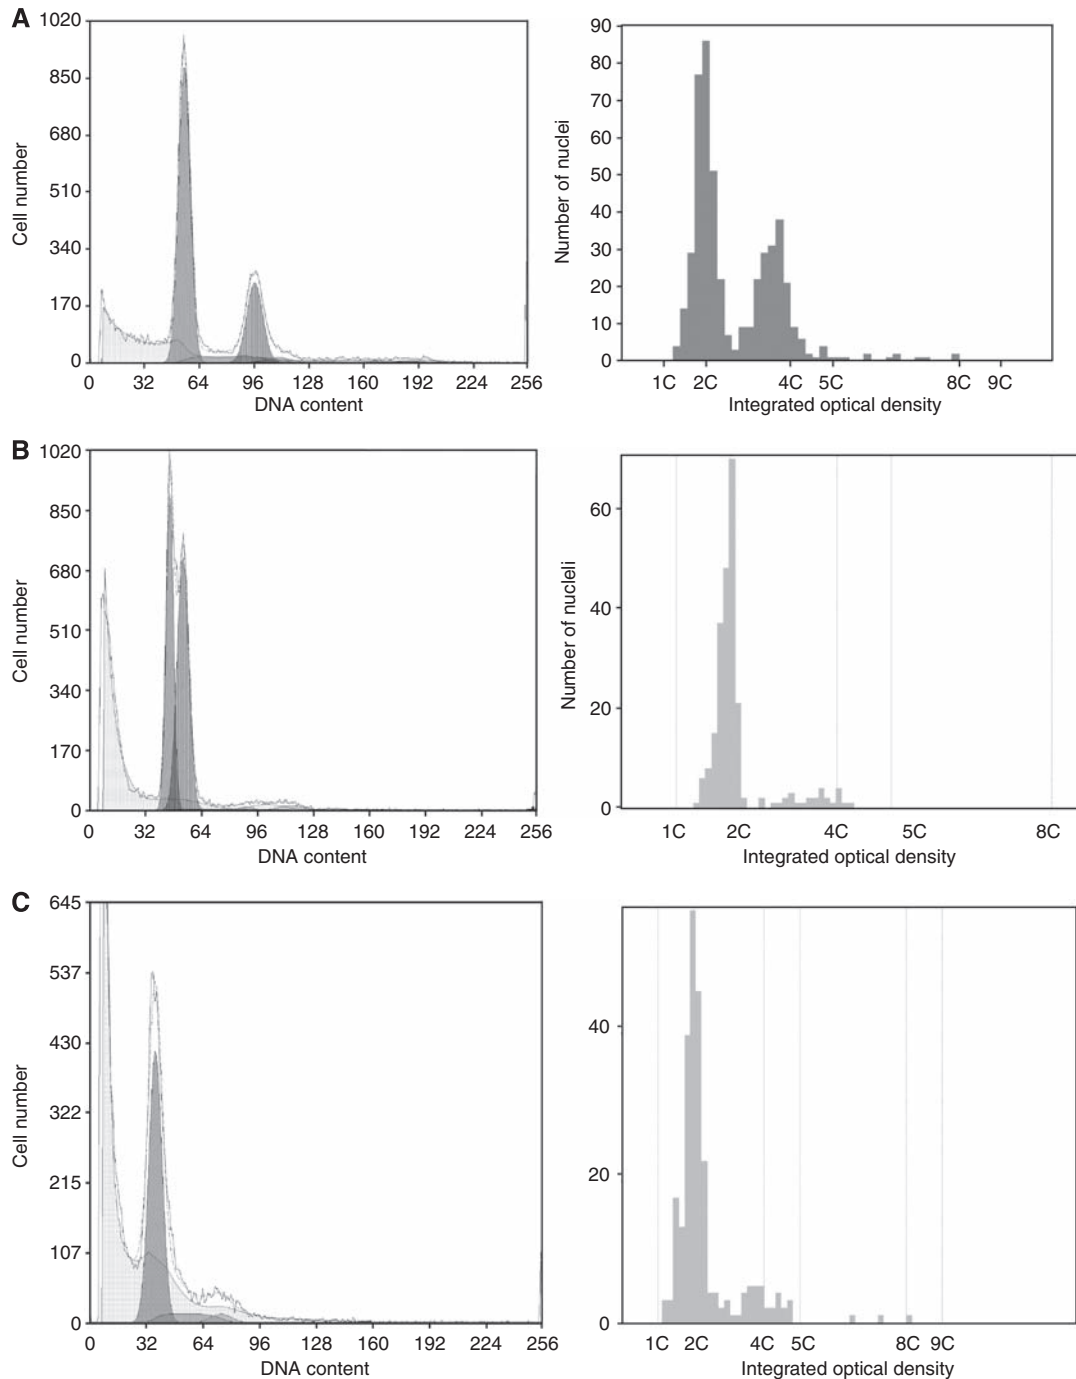 A
1020
850
680
510
340
170
0
Cell number
0 32 64 96 128 160 192 224 256
DNA content
90
80
70
60
50
40
30
20
10
0
Number of nuclei
1C 2C 4C 5C 8C 9C
Integrated optical density
B
1020
850
680
510
340
170
0
Cell number
0 32 64 96 128 160 192 224 256
DNA content
60
40
20
0
Number of nucleli
1C 2C 4C 5C 8C
Integrated optical density
C
645
537
430
322
215
107
0
Cell number
0 32 64 96 128 160 192 224 256
DNA content
40
20
0
1C 2C 4C 5C 8C 9C
Integrated optical density